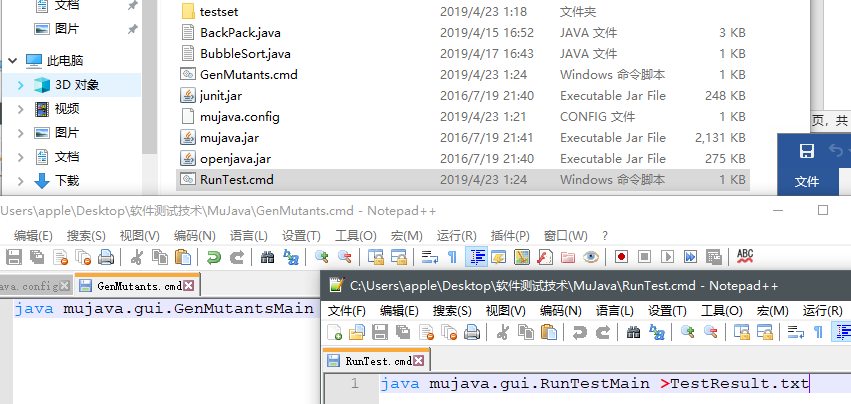 文档
testset 2019/4/23 1:18 文件夹
图片
BackPack.java 2019/4/15 16:52 JAVA 文件 3 KB
BubbleSort.java 2019/4/17 16:43 JAVA 文件 1 KB
此电脑
GenMutants.cmd 2019/4/23 1:24 Windows 命令脚本 1 KB
3D 对象
junit.jar 2016/7/19 21:40 Executable Jar File 248 KB
视频
mujava.config 2019/4/23 1:21 CONFIG 文件 1 KB
页，共
图片
mujava.jar 2016/7/19 21:41 Executable Jar File 2,131 KB
文档
openjava.jar 2016/7/19 21:40 Executable Jar File 275 KB
下载
RunTest.cmd 2019/4/23 1:24 Windows 命令脚本 1 KB
文件
Users\apple\Desktop\软件测试技术\MuJava\GenMutants.cmd - Notepad++
编辑(E) 搜索(S) 视图(V) 编码(N) 语言(L) 设置(T) 工具(O) 宏(M) 运行(R) 插件(P) 窗口(W) ?
ABC
ava.config
GenMutants.cmd
java mujava.gui.GenMutantsMain
C:\Users\apple\Desktop\软件测试技术\MuJava\RunTest.cmd - Notepad++
文件(F) 编辑(E) 搜索(S) 视图(V) 编码(N) 语言(L) 设置(T) 工具(O) 宏(M) 运行(R)
RunTest.cmd
1 java mujava.gui.RunTestMain >TestResult.txt